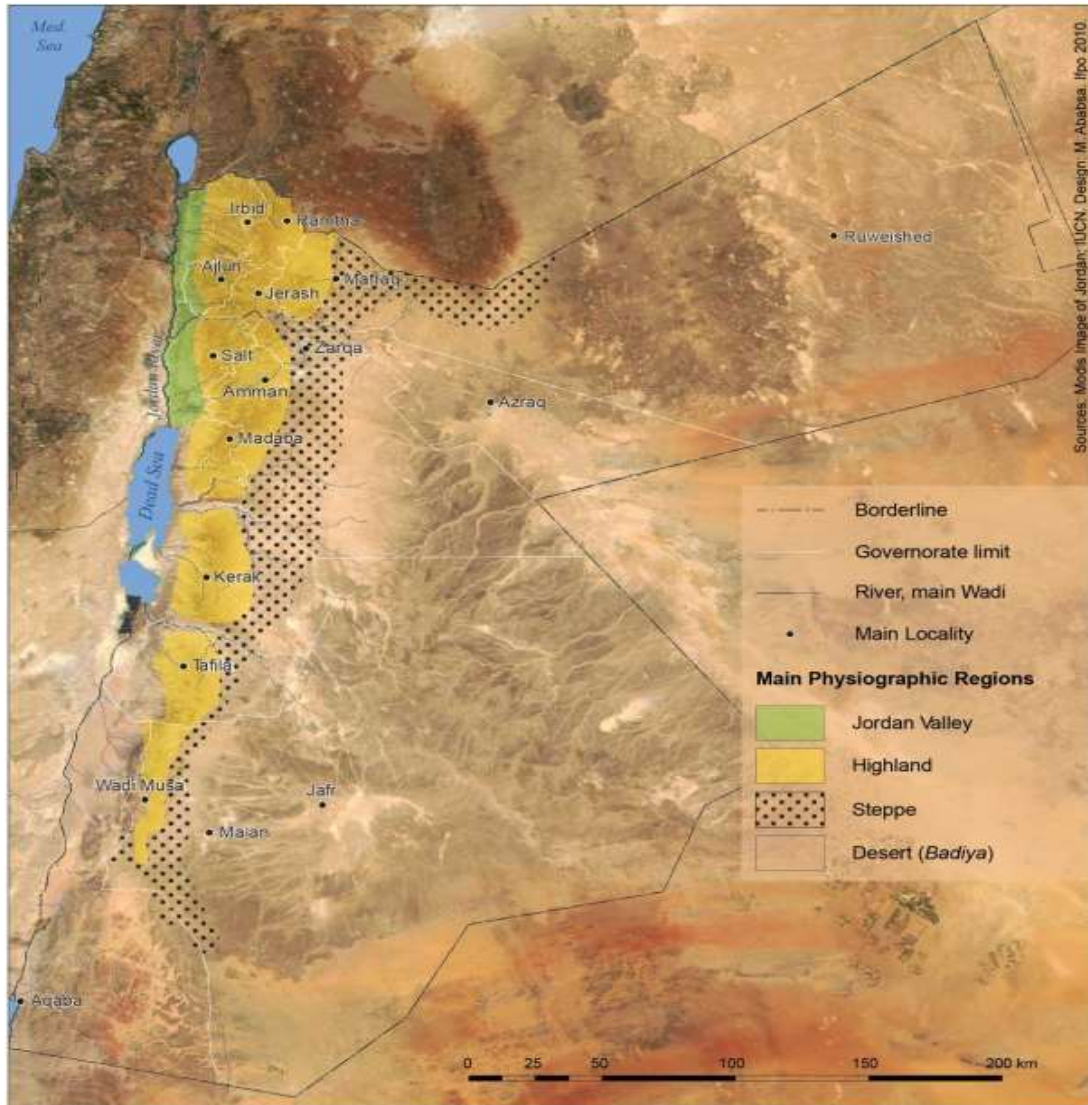 Med.
Sea
Irbid
Ramtha
Ruweished
Ajlun
Mafraq
Jerash
Jordan River
Salt
Zarqa
Amman
Azraq
Madaba
Dead Sea
Kerak
Tafila
Wadi Musa
Jafr
Ma'an
Aqaba
Borderline
Governorate limit
River, main Wadi
Main Locality
Main Physiographic Regions
Jordan Valley
Highland
Steppe
Desert (Badiya)
0 25 50 100 150 200 km
Sources: Modis Image of Jordan; IUCN. Design: M. Ababsa. Ifpo 2010